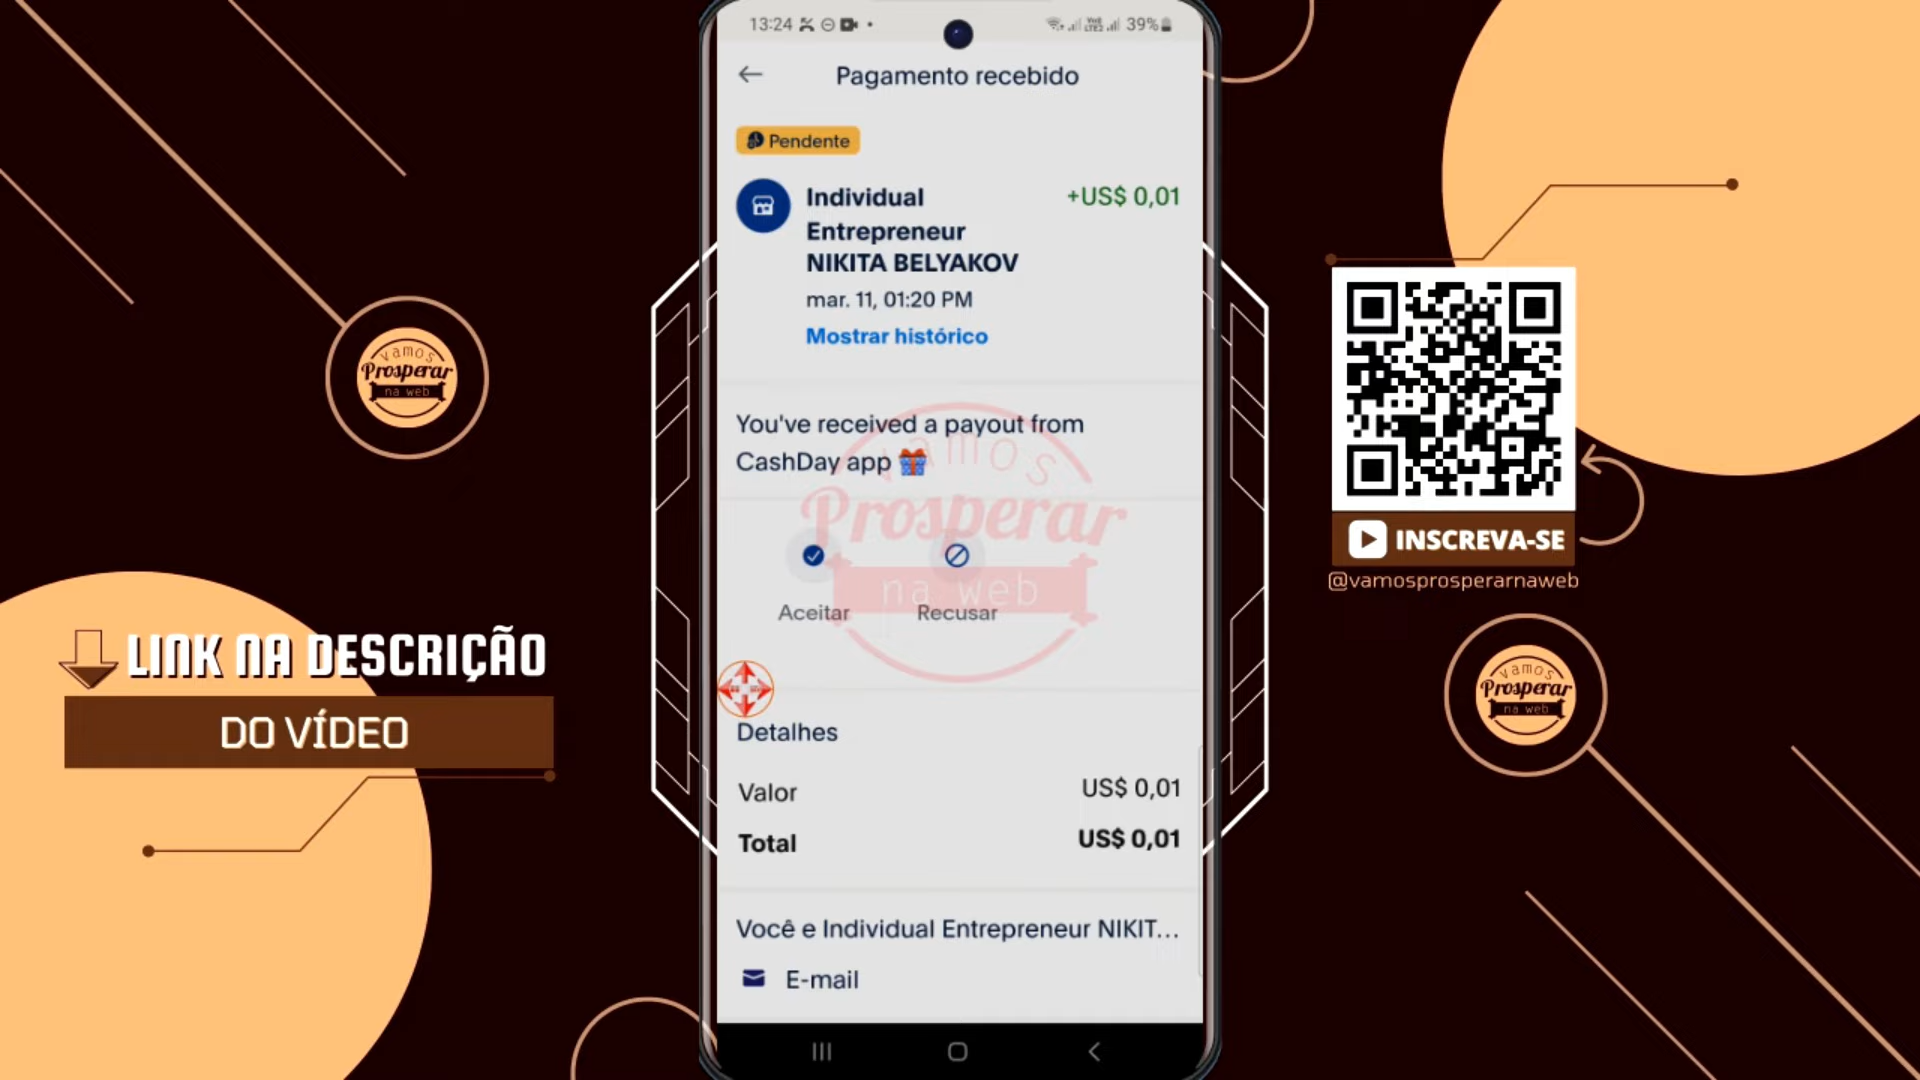 13:24
39%
Pagamento recebido
Pendente
Individual
Entrepreneur
NIKITA BELYAKOV
+US$ 0,01
mar. 11, 01:20 PM
Mostrar histórico
You've received a payout from
CashDay app
vamos
Prosperar
na web
Aceitar
Recusar
Detalhes
Valor
US$ 0,01
Total
US$ 0,01
Você e Individual Entrepreneur NIKIT...
E-mail
vamos
Prosperar
na web
LINK NA DESCRIÇÃO
DO VÍDEO
INSCREVA-SE
@vamosprosperarnaweb
vamos
Prosperar
na web